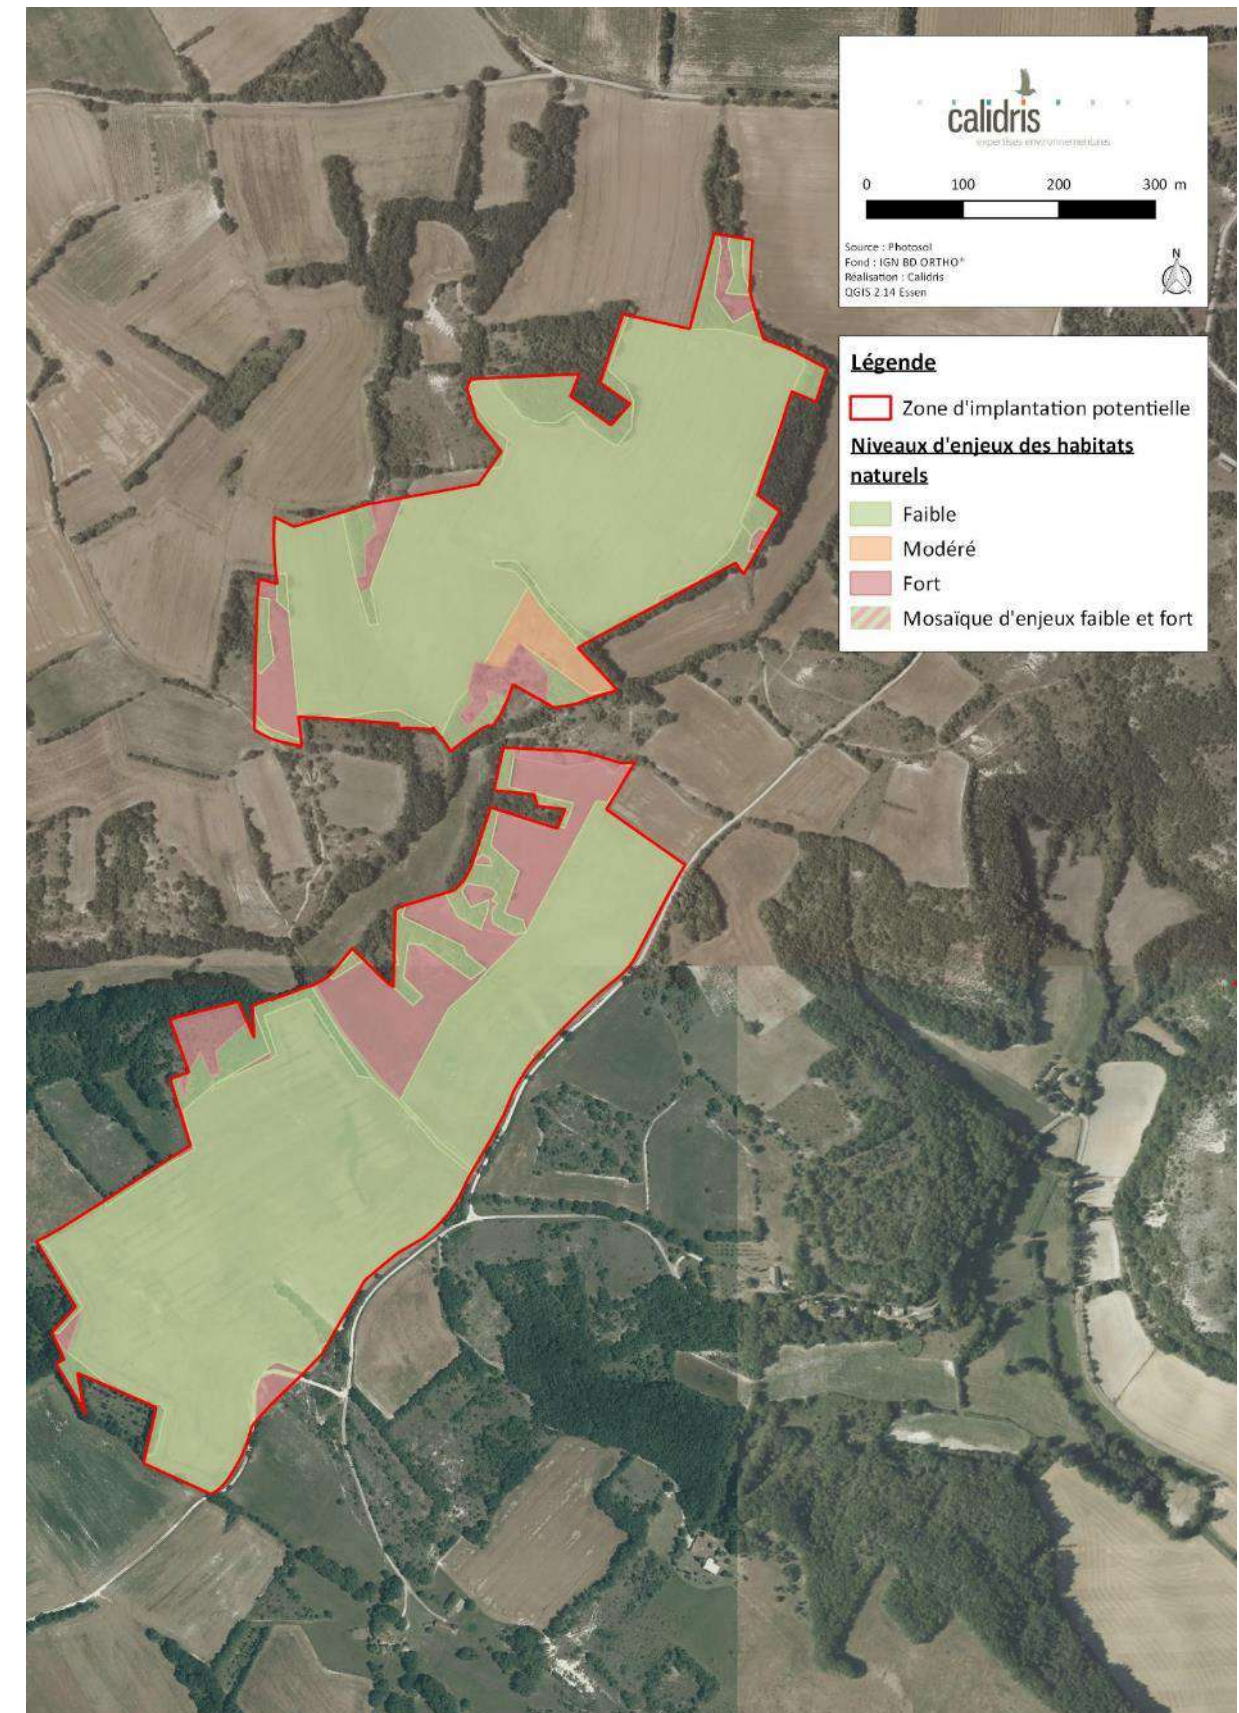 calidris
expertises environnementales
0 100 200 300 m
Source : Photosol
Fond : IGN BD ORTHO®
Réalisation : Calidris
QGIS 2.14 Essen
N
Légende
Zone d'implantation potentielle
Niveaux d'enjeux des habitats
naturels
Faible
Modéré
Fort
Mosaïque d'enjeux faible et fort